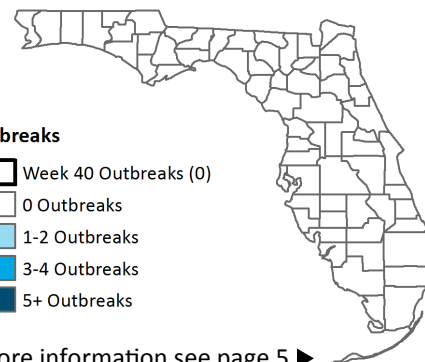 breaks
Week 40 Outbreaks (0)
0 Outbreaks
1-2 Outbreaks
3-4 Outbreaks
5+ Outbreaks
ore information see page 5 ▶